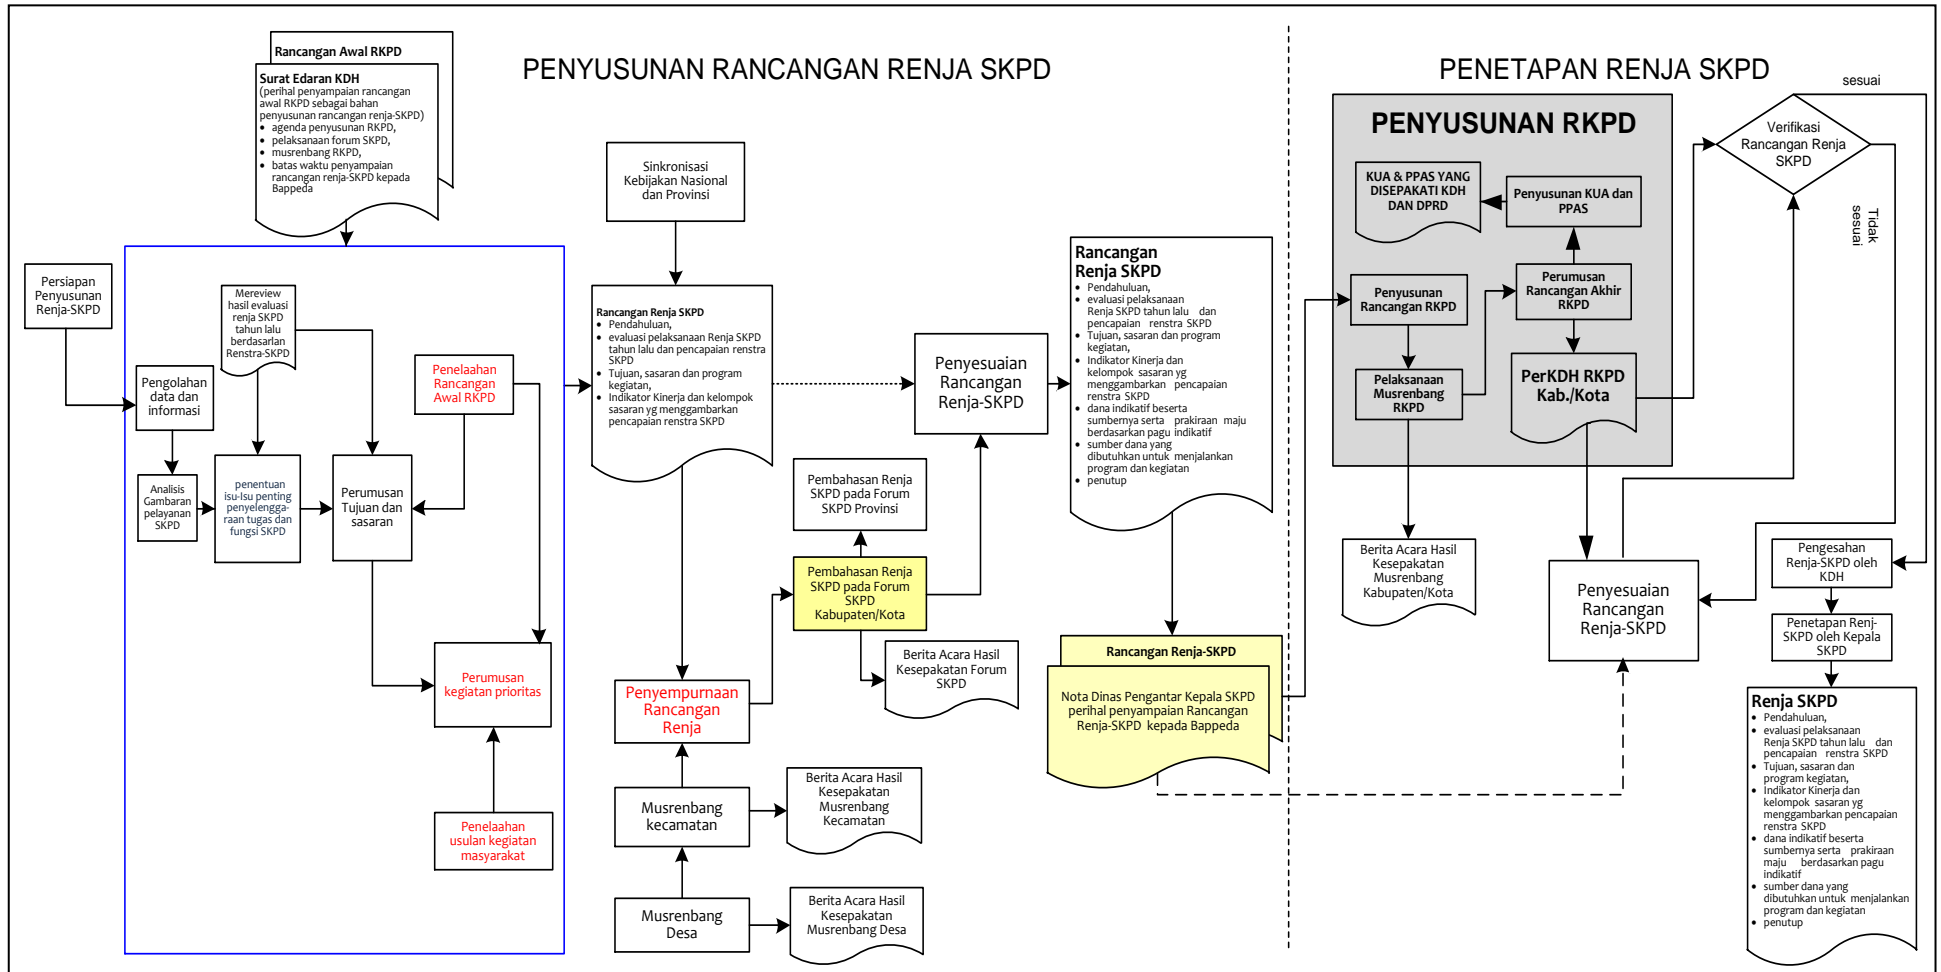 PENYUSUNAN RANCANGAN RENJA SKPD
PENETAPAN RENJA SKPD
Rancangan Awal RKPD
Surat Edaran KDH
(perihal penyampaian rancangan
awal RKPD sebagai bahan
penyusunan rancangan renja-SKPD)
• agenda penyusunan RKPD,
• pelaksanaan forum SKPD,
• musrenbang RKPD,
• batas waktu penyampaian
rancangan renja-SKPD kepada
Bappeda
Persiapan
Penyusunan
Renja-SKPD
Mereview
hasil evaluasi
renja SKPD
tahun lalu
berdasarlan
Renstra-SKPD
Pengolahan
data dan
informasi
Penelaahan
Rancangan
Awal RKPD
Analisis
Gambaran
pelayanan
SKPD
penentuan
isu-Isu penting
penyelengga-
raan tugas dan
fungsi SKPD
Perumusan
Tujuan dan
sasaran
Perumusan
kegiatan prioritas
Penelaahan
usulan kegiatan
masyarakat
Sinkronisasi
Kebijakan Nasional
dan Provinsi
Rancangan Renja SKPD
• Pendahuluan,
• evaluasi pelaksanaan Renja SKPD
tahun lalu dan pencapaian renstra
SKPD
• Tujuan, sasaran dan program
kegiatan,
• Indikator Kinerja dan kelompok
sasaran yg menggambarkan
pencapaian renstra SKPD
Penyempurnaan
Rancangan
Renja
Musrenbang
kecamatan
Berita Acara Hasil
Kesepakatan
Musrenbang
Kecamatan
Musrenbang
Desa
Berita Acara Hasil
Kesepakatan
Musrenbang Desa
Pembahasan Renja
SKPD pada Forum
SKPD Provinsi
Pembahasan Renja
SKPD pada Forum
SKPD
Kabupaten/Kota
Berita Acara Hasil
Kesepakatan Forum
SKPD
Penyesuaian
Rancangan
Renja-SKPD
Rancangan
Renja SKPD
• Pendahuluan,
• evaluasi pelaksanaan
Renja SKPD tahun lalu dan
pencapaian renstra SKPD
• Tujuan, sasaran dan program
kegiatan,
• Indikator Kinerja dan
kelompok sasaran yg
menggambarkan pencapaian
renstra SKPD
• dana indikatif beserta
sumbernya serta prakiraan maju
berdasarkan pagu indikatif
• sumber dana yang
dibutuhkan untuk menjalankan
program dan kegiatan
• penutup
Rancangan Renja-SKPD
Nota Dinas Pengantar Kepala SKPD
perihal penyampaian Rancangan
Renja-SKPD kepada Bappeda
PENYUSUNAN RKPD
KUA & PPAS YANG
DISEPAKATI KDH
DAN DPRD
Penyusunan KUA dan
PPAS
Penyusunan
Rancangan RKPD
Perumusan
Rancangan Akhir
RKPD
Pelaksanaan
Musrenbang
RKPD
PerKDH RKPD
Kab./Kota
Berita Acara Hasil
Kesepakatan
Musrenbang
Kabupaten/Kota
Penyesuaian
Rancangan
Renja-SKPD
sesuai
Verifikasi
Rancangan Renja
SKPD
Tidak
sesuai
Pengesahan
Renja-SKPD oleh
KDH
Penetapan Renj-
SKPD oleh Kepala
SKPD
Renja SKPD
• Pendahuluan,
• evaluasi pelaksanaan
Renja SKPD tahun lalu dan
pencapaian renstra SKPD
• Tujuan, sasaran dan
program kegiatan,
• Indikator Kinerja dan
kelompok sasaran yg
menggambarkan pencapaian
renstra SKPD
• dana indikatif beserta
sumbernya serta prakiraan
maju berdasarkan pagu
indikatif
• sumber dana yang
dibutuhkan untuk menjalankan
program dan kegiatan
• penutup